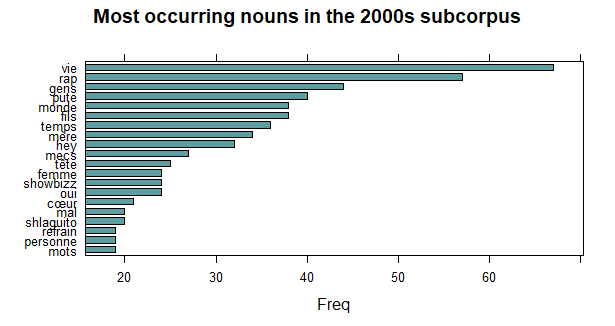 Most occurring nouns in the 2000s subcorpus
vie
rap
gens
pute
monde
fils
temps
mère
hey
mecs
tête
femme
showbizz
oui
cœur
mal
shlaguito
refrain
personne
mots
20 30 40 50 60
Freq